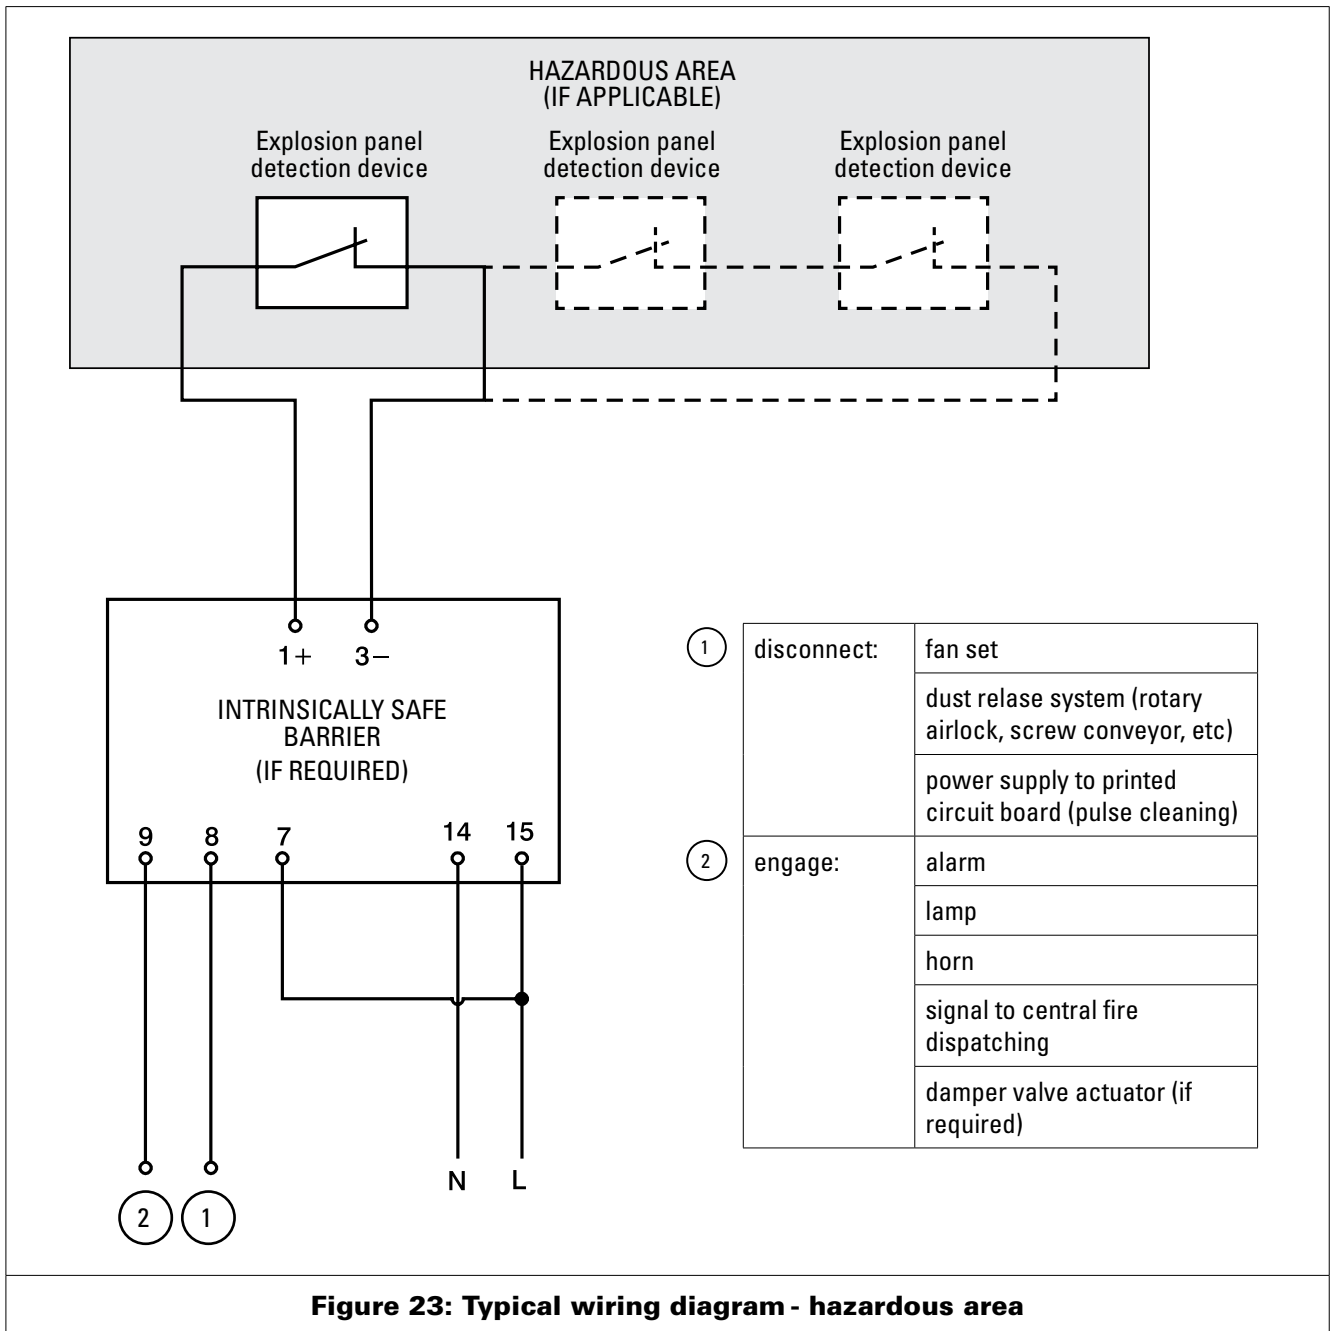 HAZARDOUS AREA
(IF APPLICABLE)
Explosion panel
detection device
Explosion panel
detection device
Explosion panel
detection device
1+ 3−
INTRINSICALLY SAFE
BARRIER
(IF REQUIRED)
9 8 7 14 15
N L
2 1
1 disconnect: fan set
dust relase system (rotary
airlock, screw conveyor, etc)
power supply to printed
circuit board (pulse cleaning)
2 engage: alarm
lamp
horn
signal to central fire
dispatching
damper valve actuator (if
required)
Figure 23: Typical wiring diagram - hazardous area